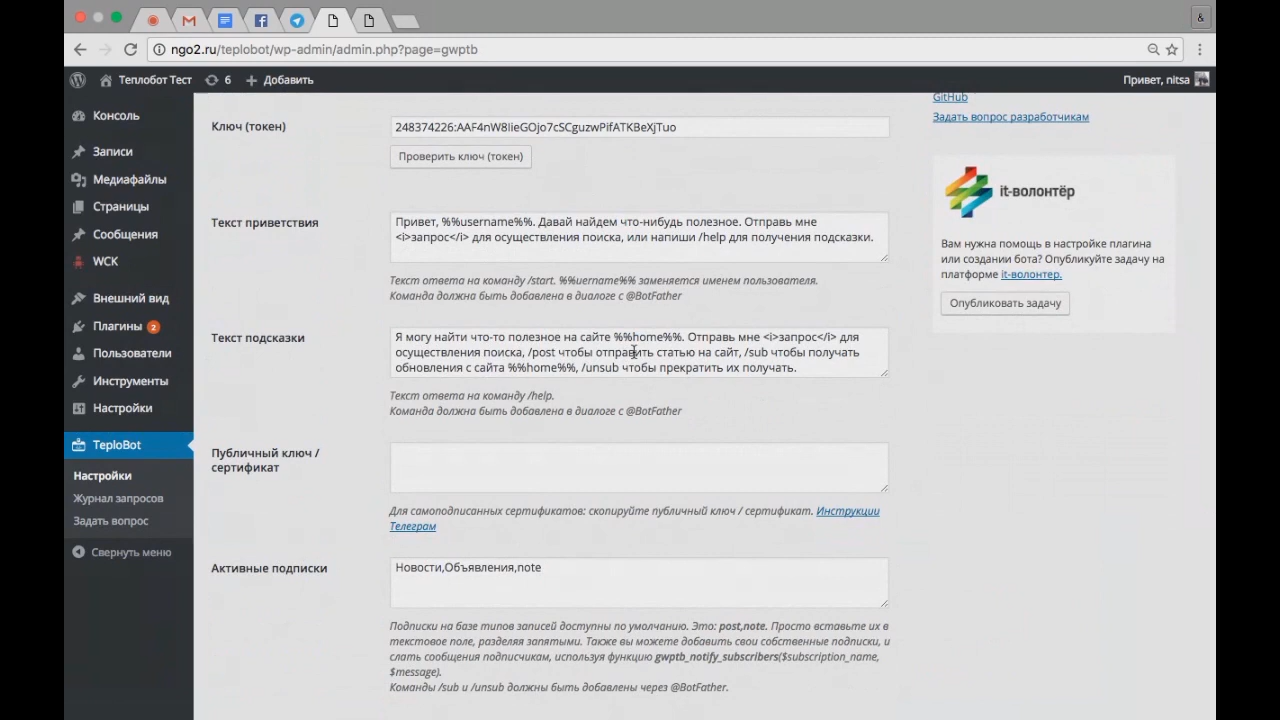 ngo2.ru/teplobot/wp-admin/admin.php?page=gwptb
Теплобот Тест 6 Добавить Привет, nitsa
Консоль
Записи
Медиафайлы
Страницы
Сообщения
WCK
Внешний вид
Плагины 2
Пользователи
Инструменты
Настройки
TeploBot
Настройки
Журнал запросов
Задать вопрос
Свернуть меню
Ключ (токен)
248374226:AAF4nW8IieGOjo7cSCguzwPifATKBeXjTuo
Проверить ключ (токен)
Текст приветствия
Привет, %%username%%. Давай найдем что-нибудь полезное. Отправь мне
<i>запрос</i> для осуществления поиска, или напиши /help для получения подсказки.
Текст ответа на команду /start. %%uername%% заменяется именем пользователя.
Команда должна быть добавлена в диалоге с @BotFather
Текст подсказки
Я могу найти что-то полезное на сайте %%home%%. Отправь мне <i>запрос</i> для
осуществления поиска, /post чтобы отправить статью на сайт, /sub чтобы получать
обновления с сайта %%home%%, /unsub чтобы прекратить их получать.
Текст ответа на команду /help.
Команда должна быть добавлена в диалоге с @BotFather
Публичный ключ /
сертификат
Для самоподписанных сертификатов: скопируйте публичный ключ / сертификат. Инструкции
Телеграм
Активные подписки
Новости,Объявления,note
Подписки на базе типов записей доступны по умолчанию. Это: post,note. Просто вставьте их в
текстовое поле, разделяя запятыми. Также вы можете добавить свои собственные подписки, и
слать сообщения подписчикам, используя функцию gwptb_notify_subscribers($subscription_name,
$message).
Команды /sub и /unsub должны быть добавлены через @BotFather.
GitHub
Задать вопрос разработчикам
it-волонтёр
Вам нужна помощь в настройке плагина
или создании бота? Опубликуйте задачу на
платформе it-волонтер.
Опубликовать задачу